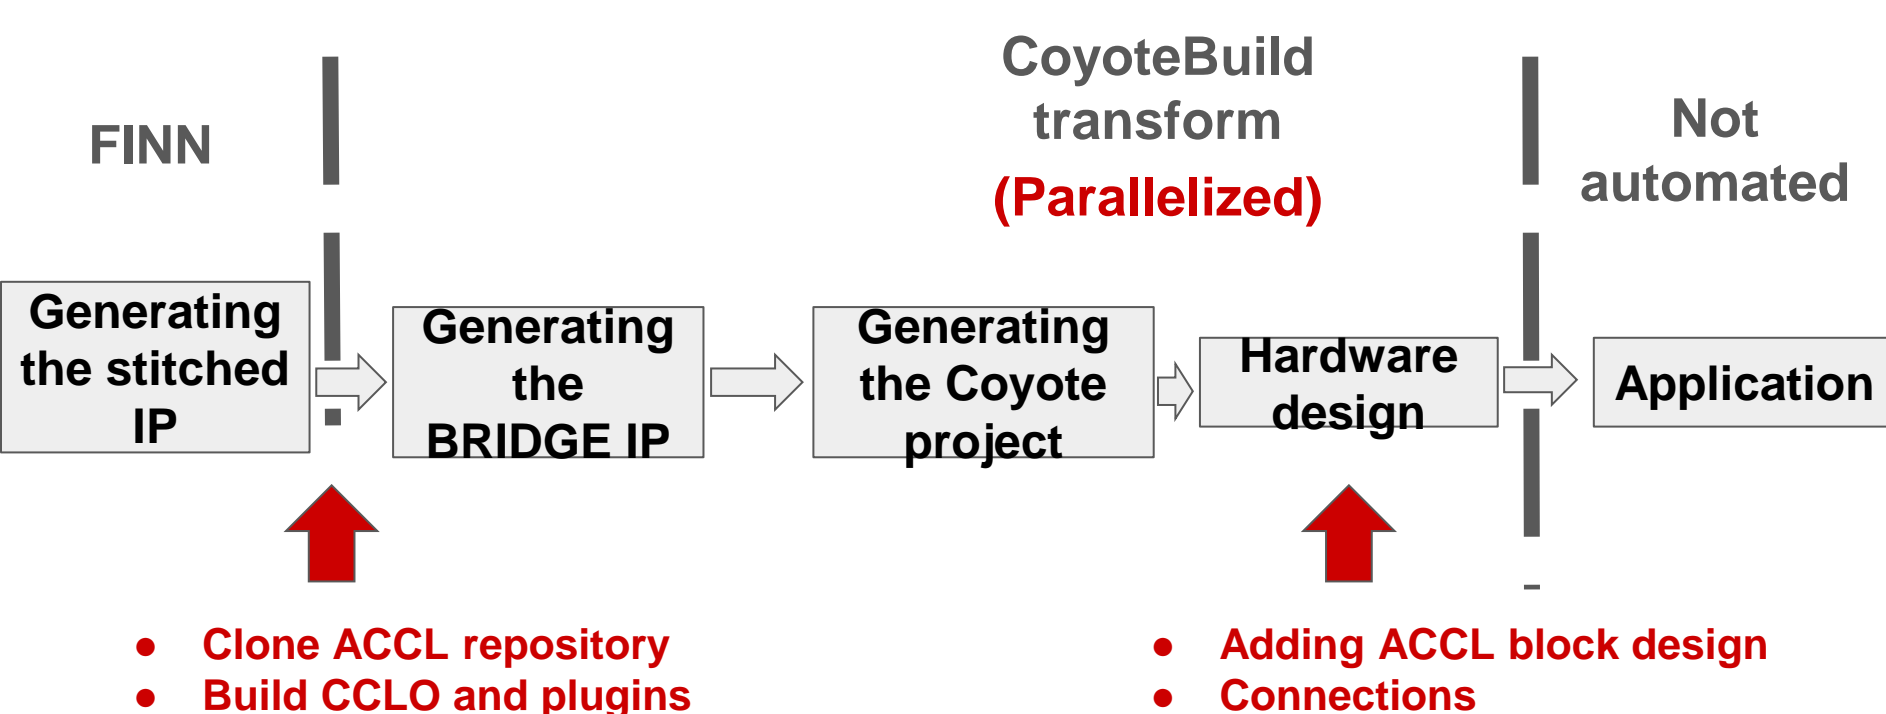 FINN
CoyoteBuild
transform
(Parallelized)
Not
automated
Generating
the stitched
IP
Generating
the
BRIDGE IP
Generating
the Coyote
project
Hardware
design
Application
● Clone ACCL repository
● Build CCLO and plugins
● Adding ACCL block design
● Connections